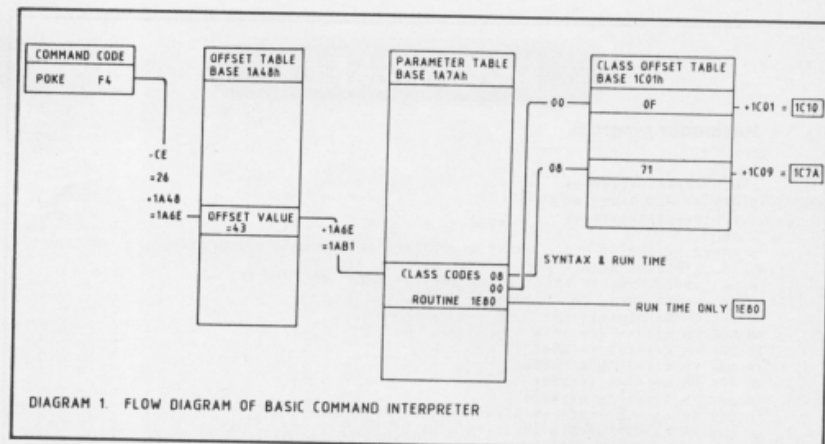 COMMAND CODE
POKE F4
-CE
=26
+1A48
=1A6E
OFFSET TABLE
BASE 1A48h
OFFSET VALUE
=43
+1A6E
=1AB1
PARAMETER TABLE
BASE 1A7Ah
CLASS CODES 08
00
ROUTINE 1E80
CLASS OFFSET TABLE
BASE 1C01h
00
0F
+1C01 = 1C10
08
71
+1C09 = 1C7A
SYNTAX & RUN TIME
RUN TIME ONLY 1E80
DIAGRAM 1. FLOW DIAGRAM OF BASIC COMMAND INTERPRETER